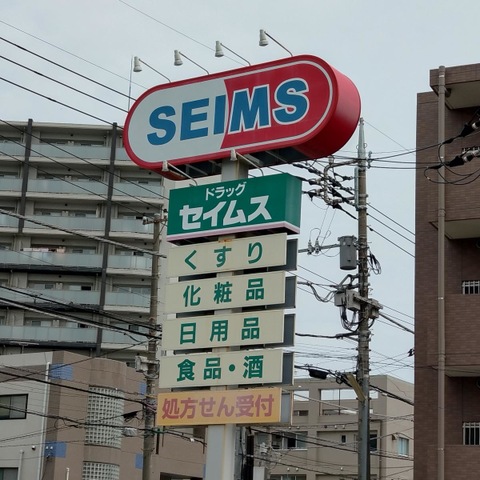 SEIMS
ドラッグ
セイムス
くすり
化粧品
日用品
食品・酒
処方せん受付